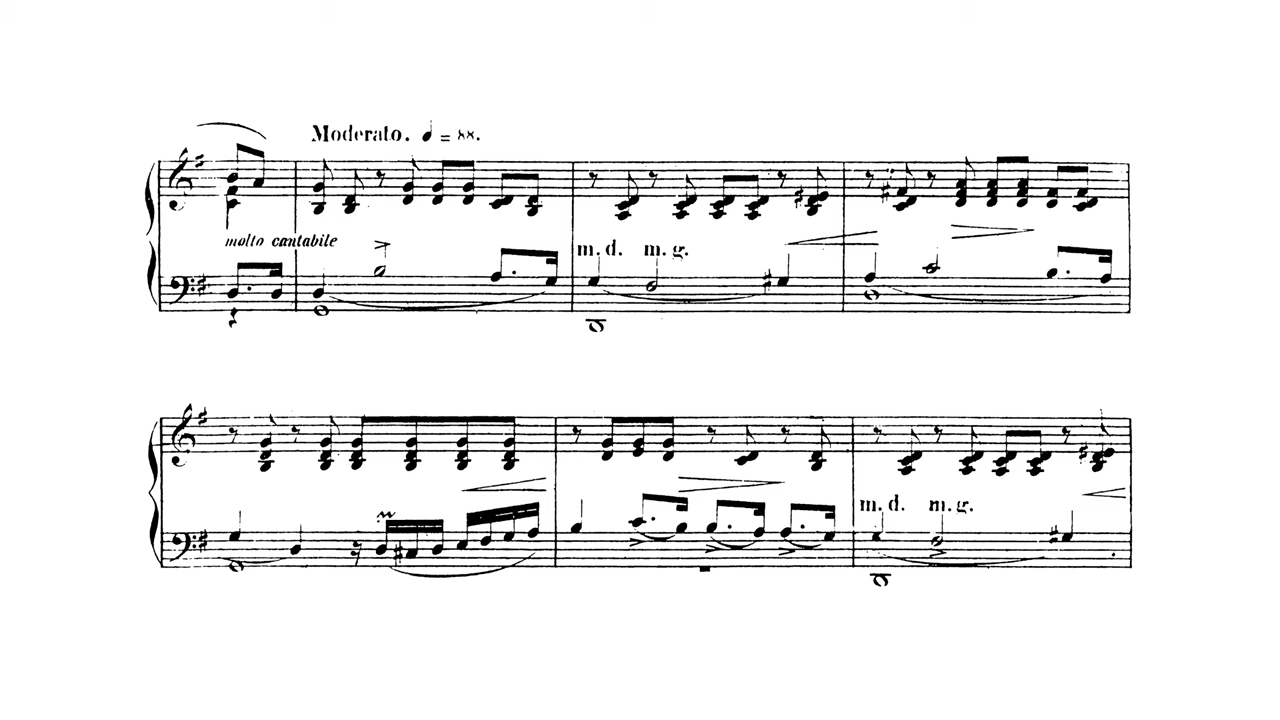 Moderato. ♩ = 88.
molto cantabile
m.d. m.g.
m.d. m.g.